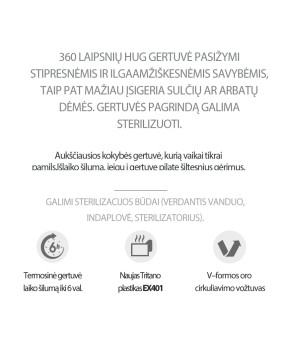 360 LAIPSNIŲ HUG GERTUVĖ PASIŽYMI
STIPRESNĖMIS IR ILGAAMŽIŠKESNĖMIS SAVYBĖMIS,
TAIP PAT MAŽIAU ĮSIGERIA SULČIŲ AR ARBATŲ
DĖMĖS. GERTUVĖS PAGRINDĄ GALIMA
STERILIZUOTI.
Aukščiausios kokybės gertuvė, kurią vaikai tikrai
pamils.Išlaiko šilumą, jeigu į gertuvę pilate šiltesnius gėrimus.
GALIMI STERILIZACIJOS BŪDAI (VERDANTIS VANDUO,
INDAPLOVĖ, STERILIZATORIUS).
6h
Termosinė gertuvė
laiko šilumą iki 6 val.
Naujas Tritano
plastikas EX401
V–formos oro
cirkuliavimo vožtuvas